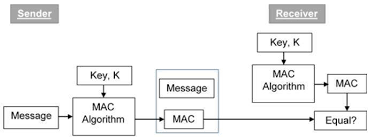 Sender
Receiver
Key, K
Key, K
Message
MAC
Algorithm
Message
MAC
MAC
Algorithm
MAC
Equal?